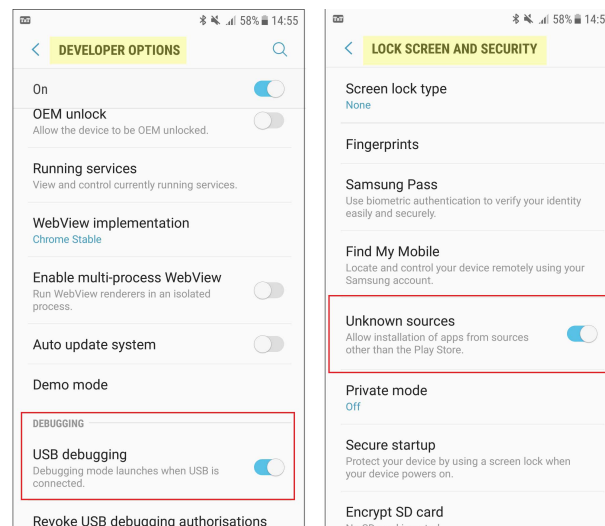 58% 14:55
DEVELOPER OPTIONS
On
OEM unlock
Allow the device to be OEM unlocked.
Running services
View and control currently running services.
WebView implementation
Chrome Stable
Enable multi-process WebView
Run WebView renderers in an isolated
process.
Auto update system
Demo mode
DEBUGGING
USB debugging
Debugging mode launches when USB is
connected.
Revoke USB debugging authorisations
58% 14:5
LOCK SCREEN AND SECURITY
Screen lock type
None
Fingerprints
Samsung Pass
Use biometric authentication to verify your identity
easily and securely.
Find My Mobile
Locate and control your device remotely using your
Samsung account.
Unknown sources
Allow installation of apps from sources
other than the Play Store.
Private mode
Off
Secure startup
Protect your device by using a screen lock when
your device powers on.
Encrypt SD card